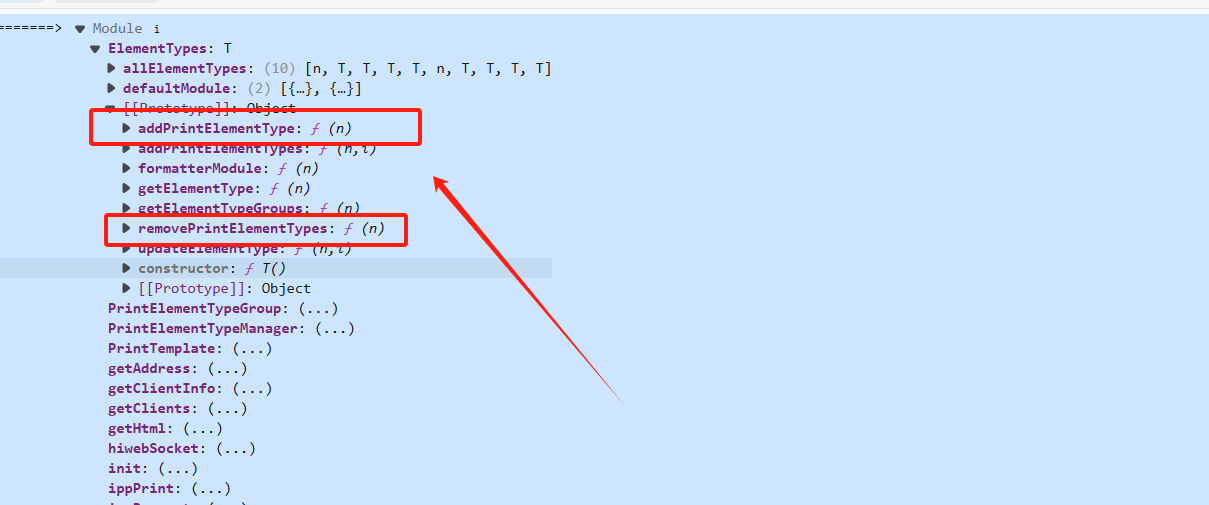 =======> ▼ Module i
▼ ElementTypes: T
▶ allElementTypes: (10) [n, T, T, T, T, n, T, T, T, T]
▶ defaultModule: (2) [{…}, {…}]
▼ [[Prototype]]: Object
▶ addPrintElementType: ƒ (n)
▶ addPrintElementTypes: ƒ (n,i)
▶ formatterModule: ƒ (n)
▶ getElementType: ƒ (n)
▶ getElementTypeGroups: ƒ (n)
▶ removePrintElementTypes: ƒ (n)
▶ updateElementType: ƒ (n,i)
▶ constructor: ƒ T()
▶ [[Prototype]]: Object
PrintElementTypeGroup: (...)
PrintElementTypeManager: (...)
PrintTemplate: (...)
getAddress: (...)
getClientInfo: (...)
getClients: (...)
getHtml: (...)
hiwebSocket: (...)
init: (...)
ippPrint: (...)